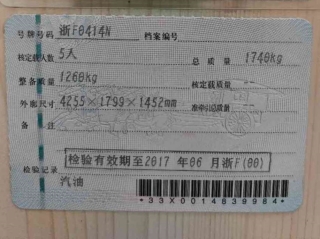 号牌号码 浙F0414N 档案编号
核定载人数 5人 总质量 1740kg
整备质量 1260kg 核定载质量
外廓尺寸 4255×1799×1452mm 准牵引总质量
备注
检验有效期至2017年06月浙F(00)
检验记录
汽油
*33X0014839984*